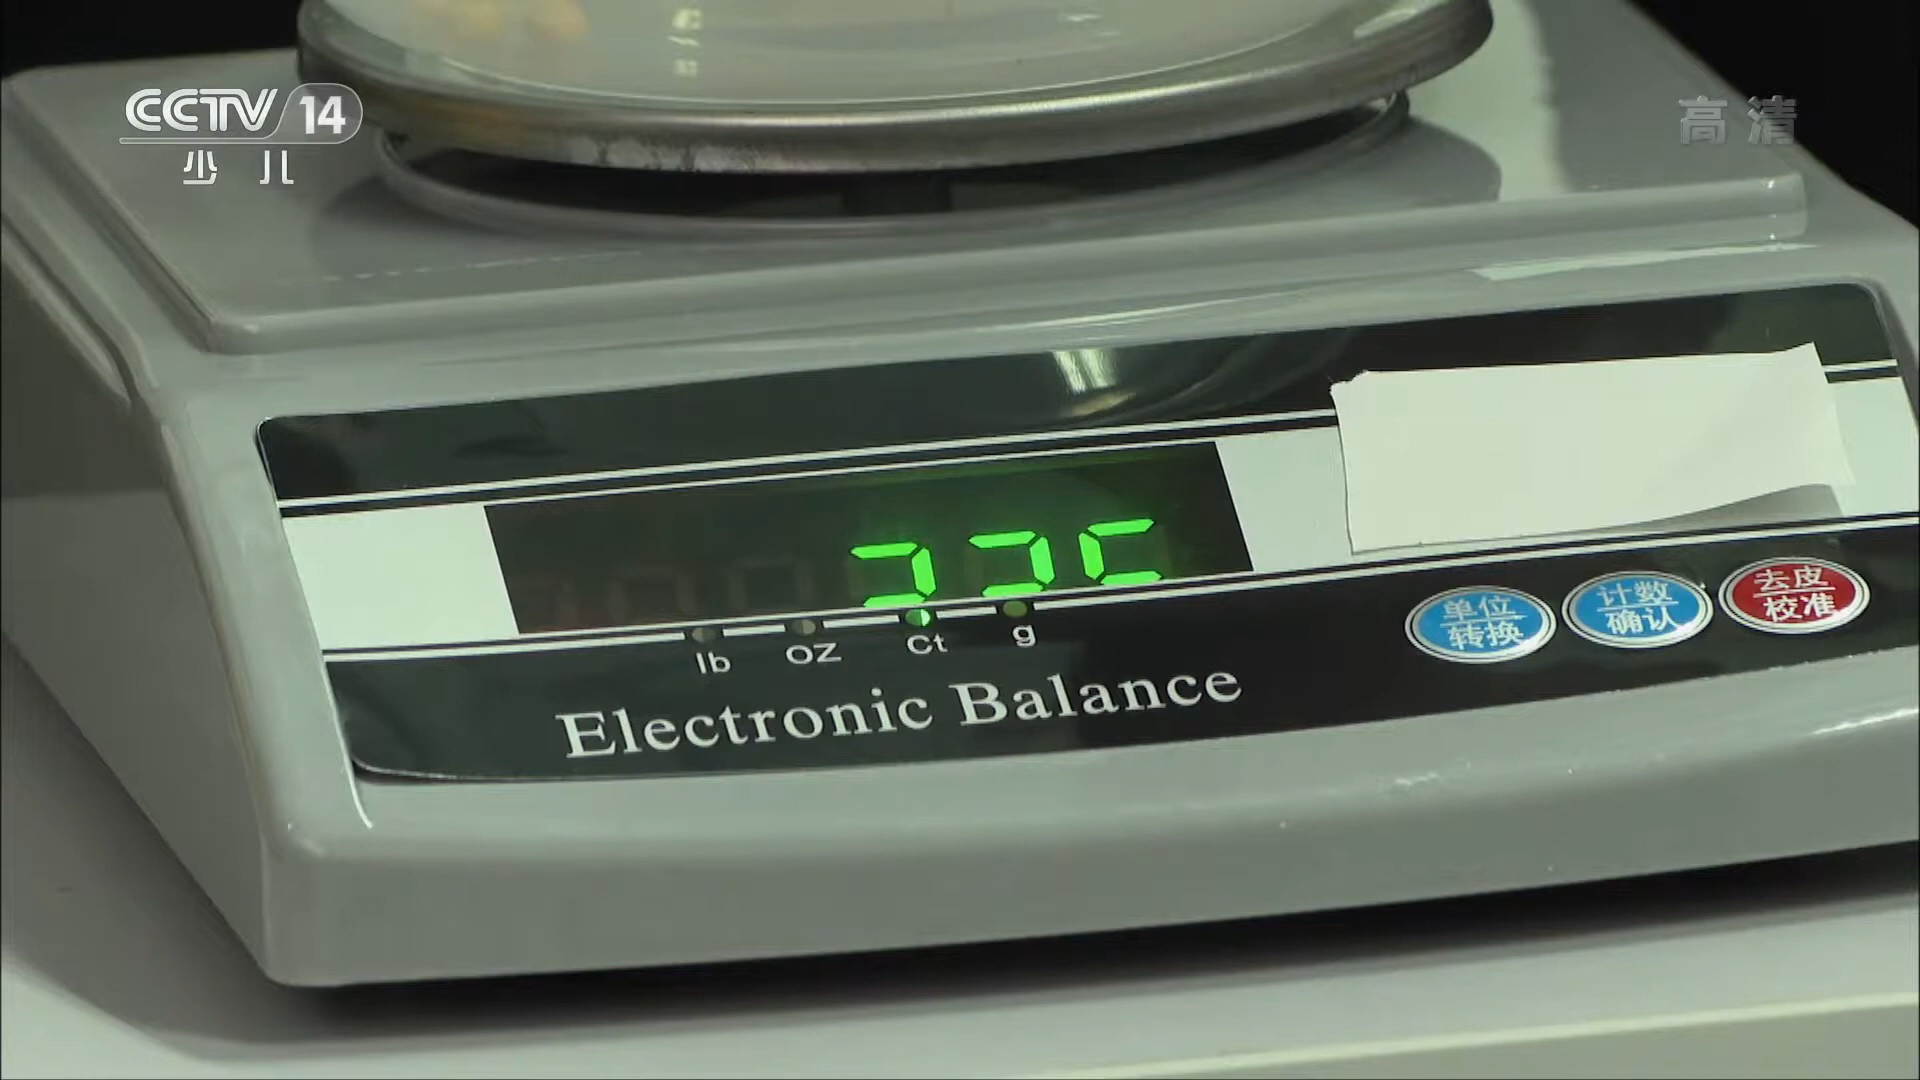 CCTV 14
少儿
高清
lb oz Ct g
Electronic Balance
单位
转换
计数
确认
去皮
校准